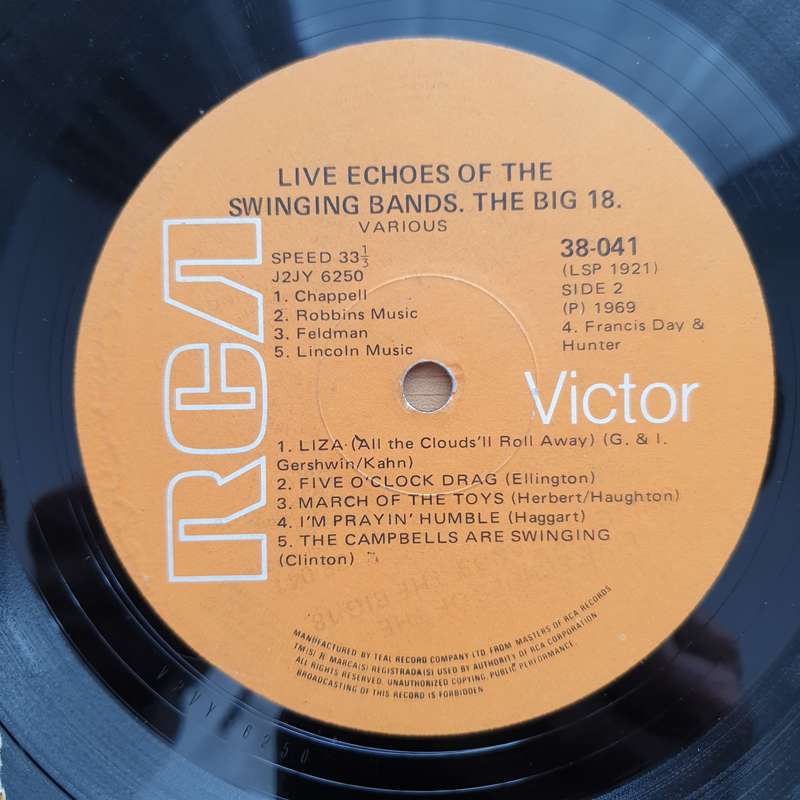 LIVE ECHOES OF THE
SWINGING BANDS. THE BIG 18.
VARIOUS
SPEED 33⅓
J2JY 6250
1. Chappell
2. Robbins Music
3. Feldman
5. Lincoln Music
38-041
(LSP 1921)
SIDE 2
(P) 1969
4. Francis Day &
Hunter
RCA
Victor
1. LIZA (All the Clouds'll Roll Away) (G. & I.
Gershwin/Kahn)
2. FIVE O'CLOCK DRAG (Ellington)
3. MARCH OF THE TOYS (Herbert/Haughton)
4. I'M PRAYIN' HUMBLE (Haggart)
5. THE CAMPBELLS ARE SWINGING
(Clinton)
MANUFACTURED BY TEAL RECORD COMPANY LTD. FROM MASTERS OF RCA RECORDS
TM(S) ® MARCA(S) REGISTRADA(S) USED BY AUTHORITY OF RCA CORPORATION
ALL RIGHTS RESERVED. UNAUTHORIZED COPYING, PUBLIC PERFORMANCE,
BROADCASTING OF THIS RECORD IS FORBIDDEN